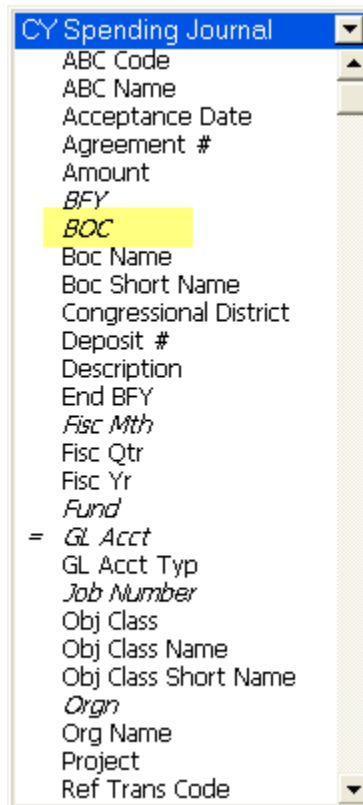 CY Spending Journal
ABC Code
ABC Name
Acceptance Date
Agreement #
Amount
BFY
BOC
Boc Name
Boc Short Name
Congressional District
Deposit #
Description
End BFY
Fisc Mth
Fisc Qtr
Fisc Yr
Fund
= GL Acct
GL Acct Typ
Job Number
Obj Class
Obj Class Name
Obj Class Short Name
Orgn
Org Name
Project
Ref Trans Code